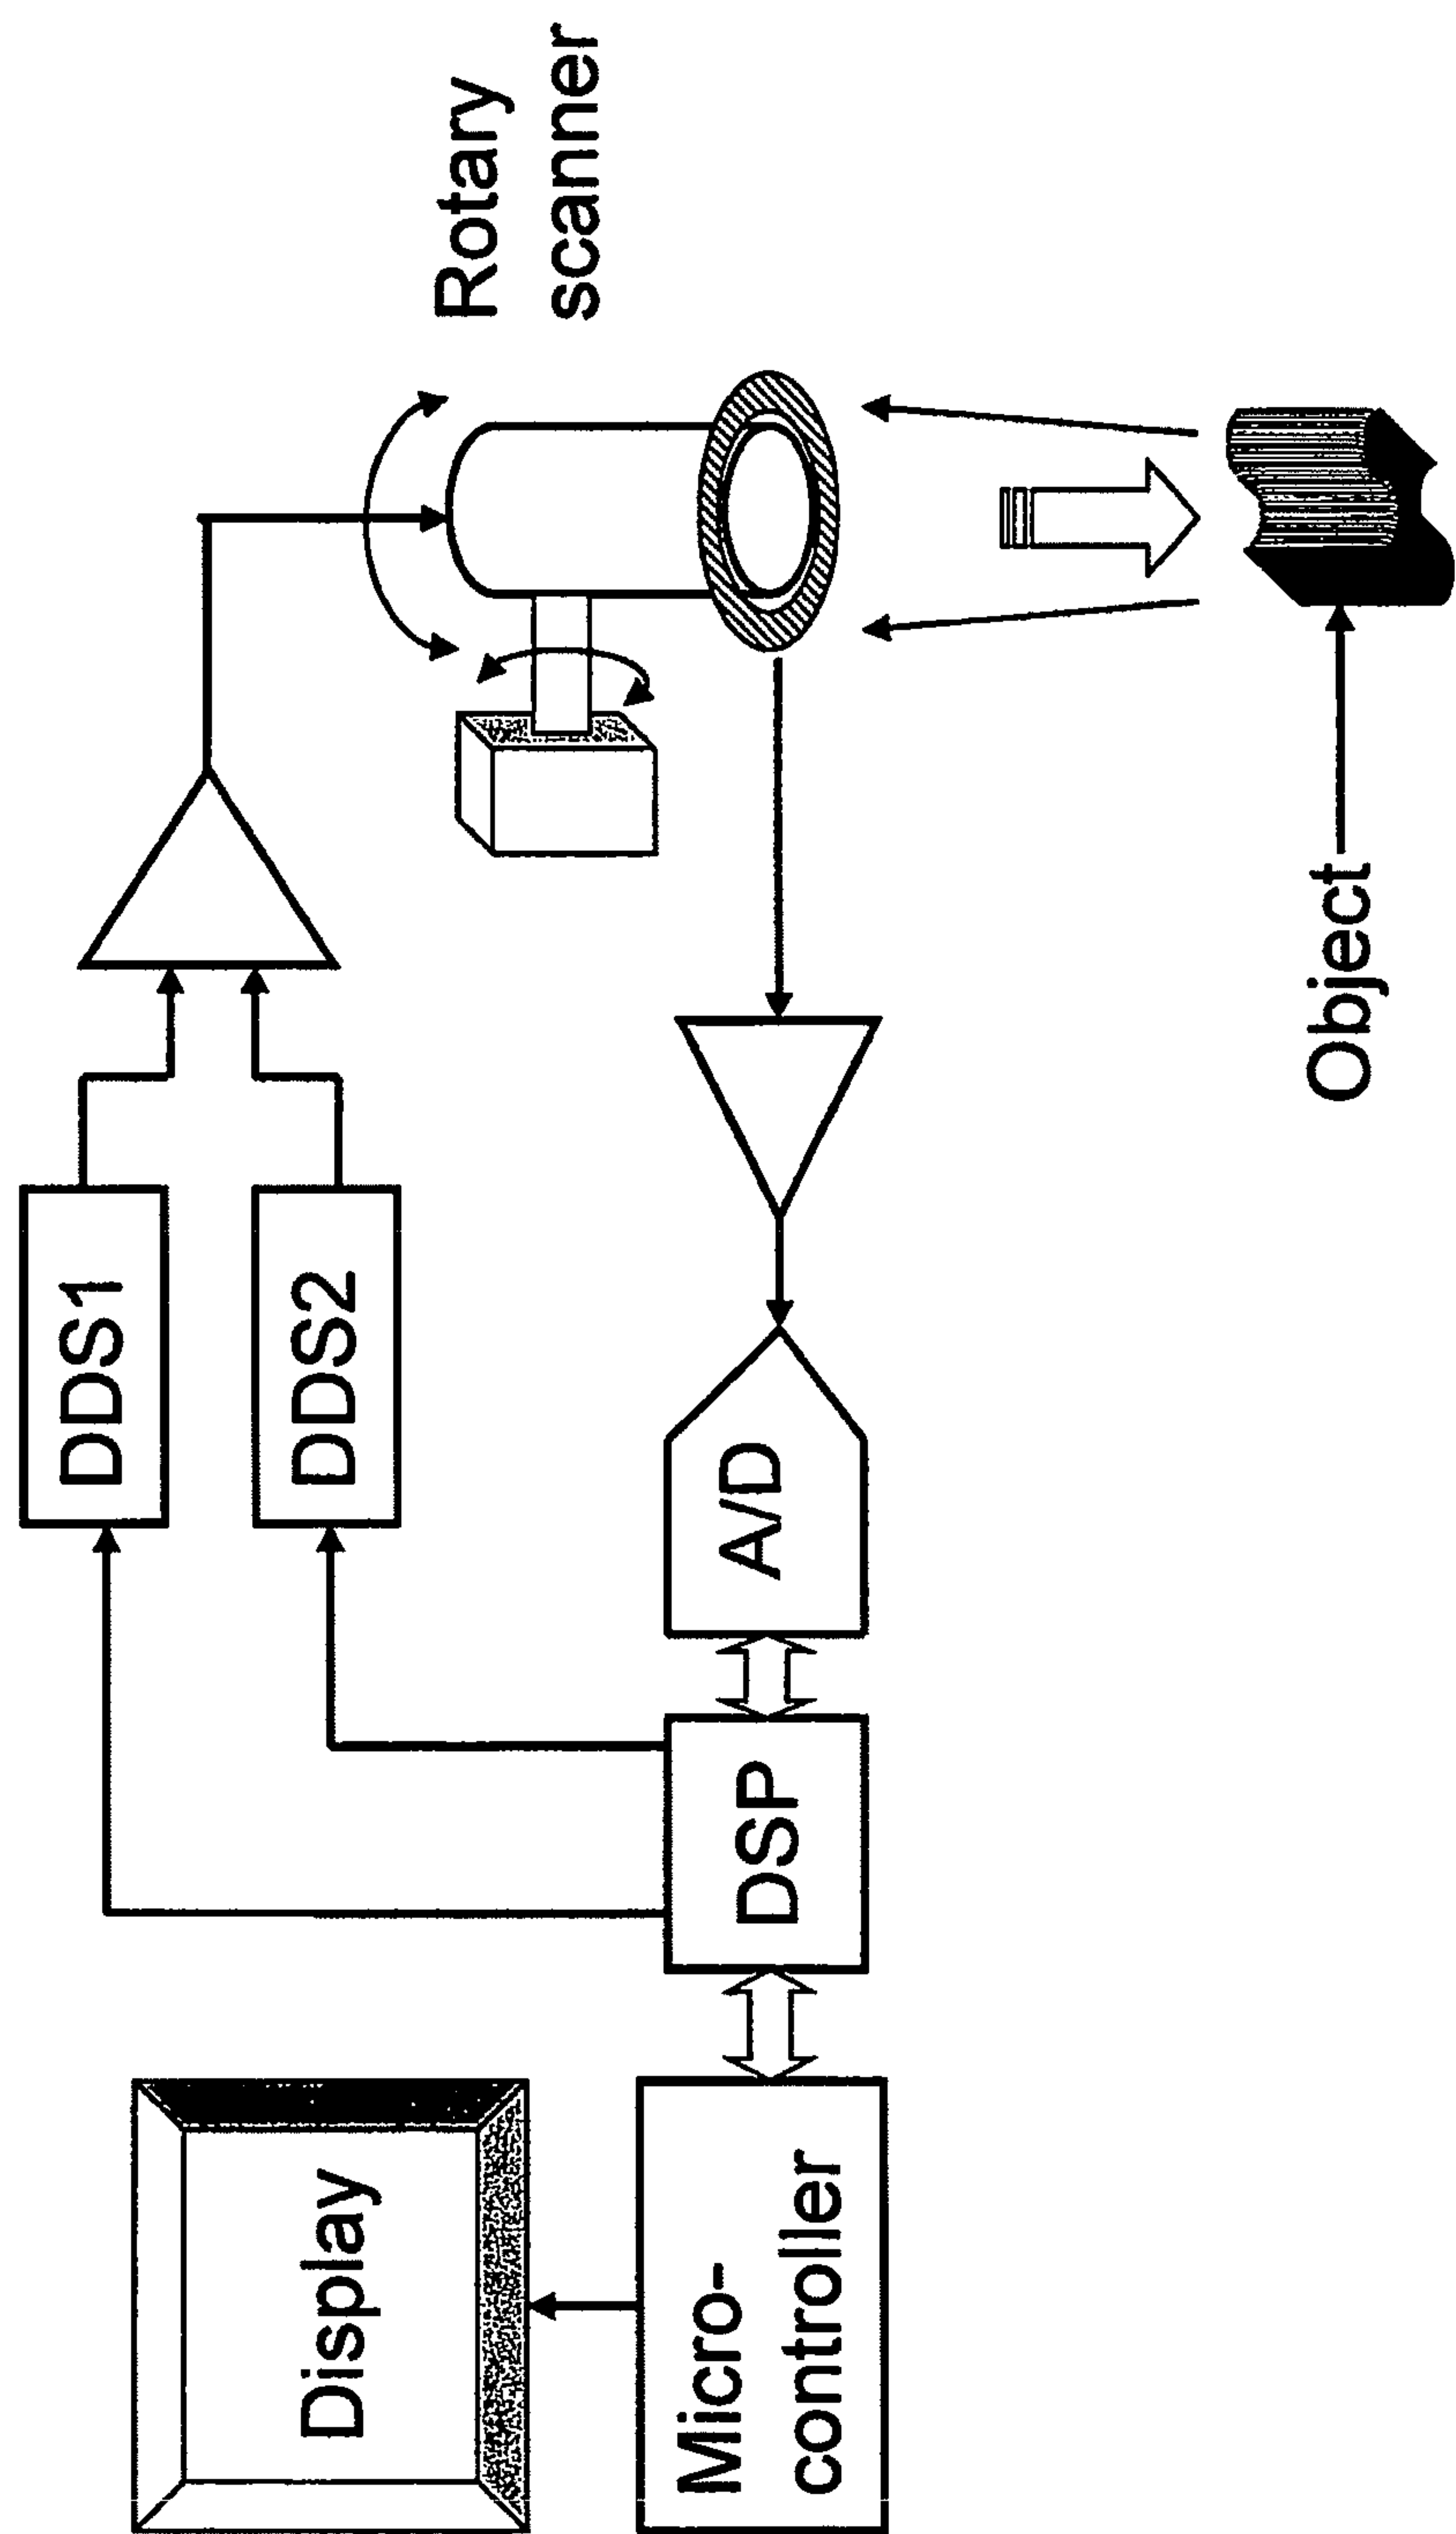 Display
Micro-
controller
DSP
A/D
DDS1
DDS2
Rotary
scanner
Object